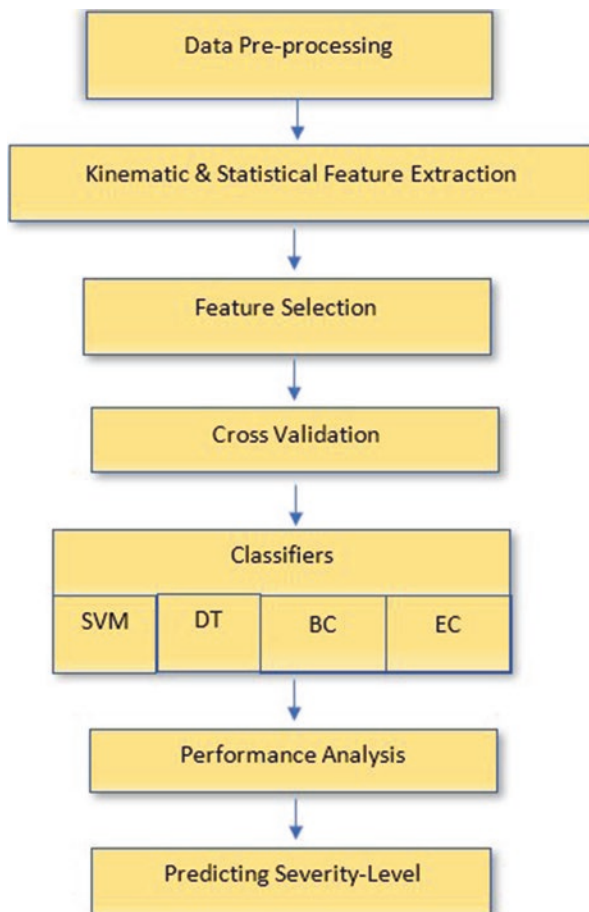 Data Pre-processing
Kinematic & Statistical Feature Extraction
Feature Selection
Cross Validation
Classifiers
SVM DT BC EC
Performance Analysis
Predicting Severity-Level